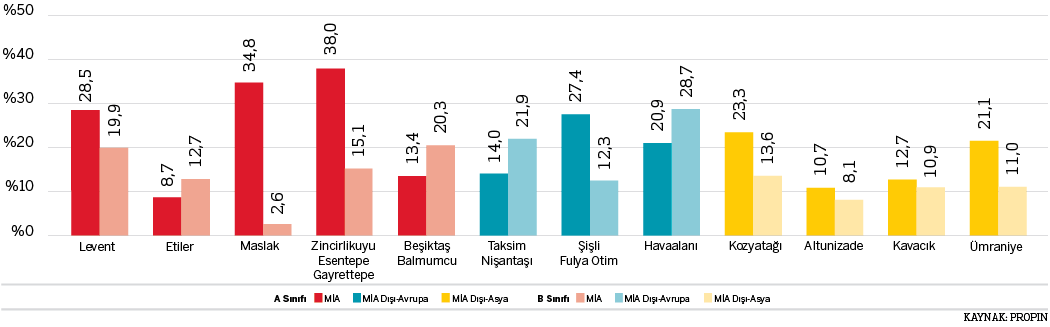 %50
%40
%30
%20
%10
%0
28,5
19,9
8,7
12,7
34,8
2,6
38,0
15,1
13,4
20,3
14,0
21,9
27,4
12,3
20,9
28,7
23,3
13,6
10,7
8,1
12,7
10,9
21,1
11,0
Levent
Etiler
Maslak
Zincirlikuyu
Esentepe
Gayrettepe
Beşiktaş
Balmumcu
Taksim
Nişantaşı
Şişli
Fulya Otim
Havaalanı
Kozyatağı
Altunizade
Kavacık
Ümraniye
A Sınıfı MİA MİA Dışı-Avrupa MİA Dışı-Asya B Sınıfı MİA MİA Dışı-Avrupa MİA Dışı-Asya
KAYNAK: PROPIN